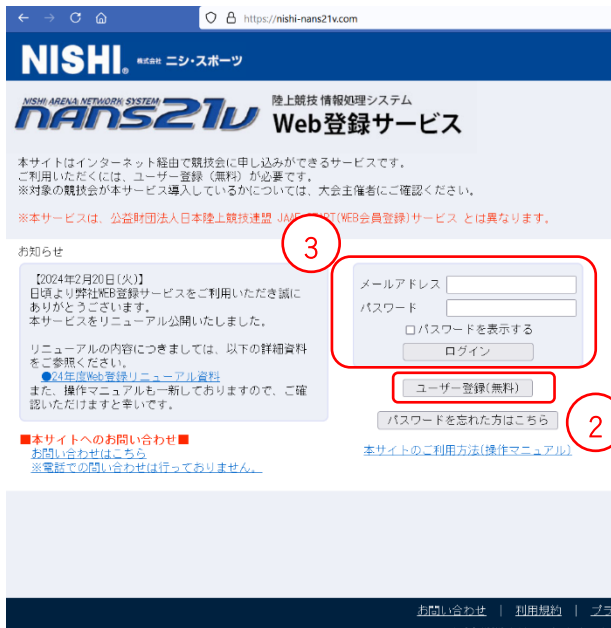 https://nishi-nans21v.com
NISHI® 株式会社 ニシ・スポーツ
NISHI ARENA NETWORK SYSTEM
nans21v
陸上競技 情報処理システム
Web登録サービス
本サイトはインターネット経由で競技会に申し込みができるサービスです。
ご利用いただくには、ユーザー登録（無料）が必要です。
※対象の競技会が本サービス導入しているかについては、大会主催者にご確認ください。
※本サービスは、公益財団法人日本陸上競技連盟 JAAF START(WEB会員登録)サービス とは異なります。
お知らせ
【2024年2月20日(火)】
日頃より弊社WEB登録サービスをご利用いただき誠に
ありがとうございます。
本サービスをリニューアル公開いたしました。
リニューアルの内容につきましては、以下の詳細資料
をご参照ください。
●24年度Web登録リニューアル資料
また、操作マニュアルも一新しておりますので、ご確
認いただけますと幸いです。
■本サイトへのお問い合わせ■
お問い合わせはこちら
※電話での問い合わせは行っておりません。
③
メールアドレス
パスワード
パスワードを表示する
ログイン
ユーザー登録(無料)
パスワードを忘れた方はこちら
②
本サイトのご利用方法(操作マニュアル)
お問い合わせ | 利用規約 | プラ